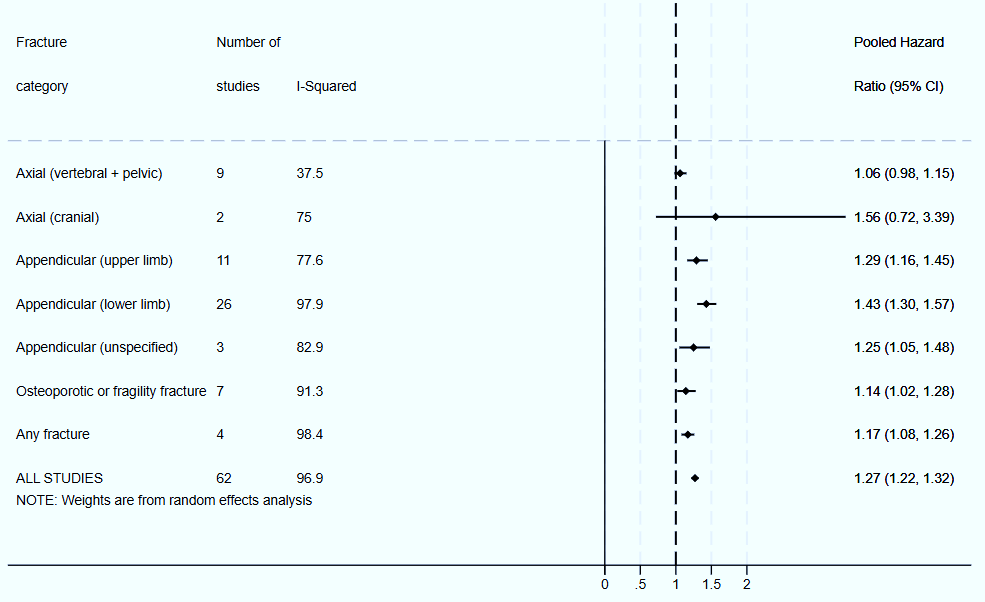 Fracture Number of Pooled Hazard
category studies I-Squared Ratio (95% CI)
Axial (vertebral + pelvic) 9 37.5 1.06 (0.98, 1.15)
Axial (cranial) 2 75 1.56 (0.72, 3.39)
Appendicular (upper limb) 11 77.6 1.29 (1.16, 1.45)
Appendicular (lower limb) 26 97.9 1.43 (1.30, 1.57)
Appendicular (unspecified) 3 82.9 1.25 (1.05, 1.48)
Osteoporotic or fragility fracture 7 91.3 1.14 (1.02, 1.28)
Any fracture 4 98.4 1.17 (1.08, 1.26)
ALL STUDIES 62 96.9 1.27 (1.22, 1.32)
NOTE: Weights are from random effects analysis
0 .5 1 1.5 2